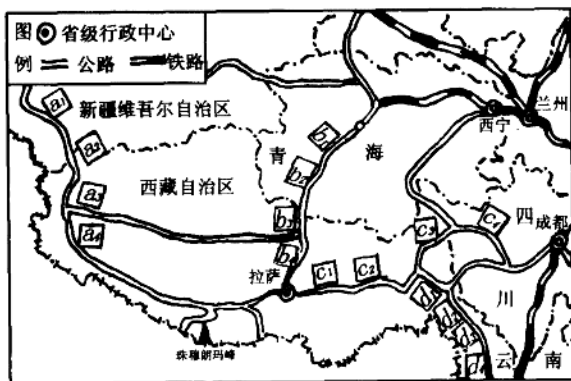 图 省级行政中心
例 公路 铁路
兰州
a₁
新疆维吾尔自治区
西宁
a₂
青 海
b₂
西藏自治区
a₃
b₃
c₃
c₄
四 成都
a₄
拉萨
c₁ c₂
川
珠穆朗玛峰
云 南